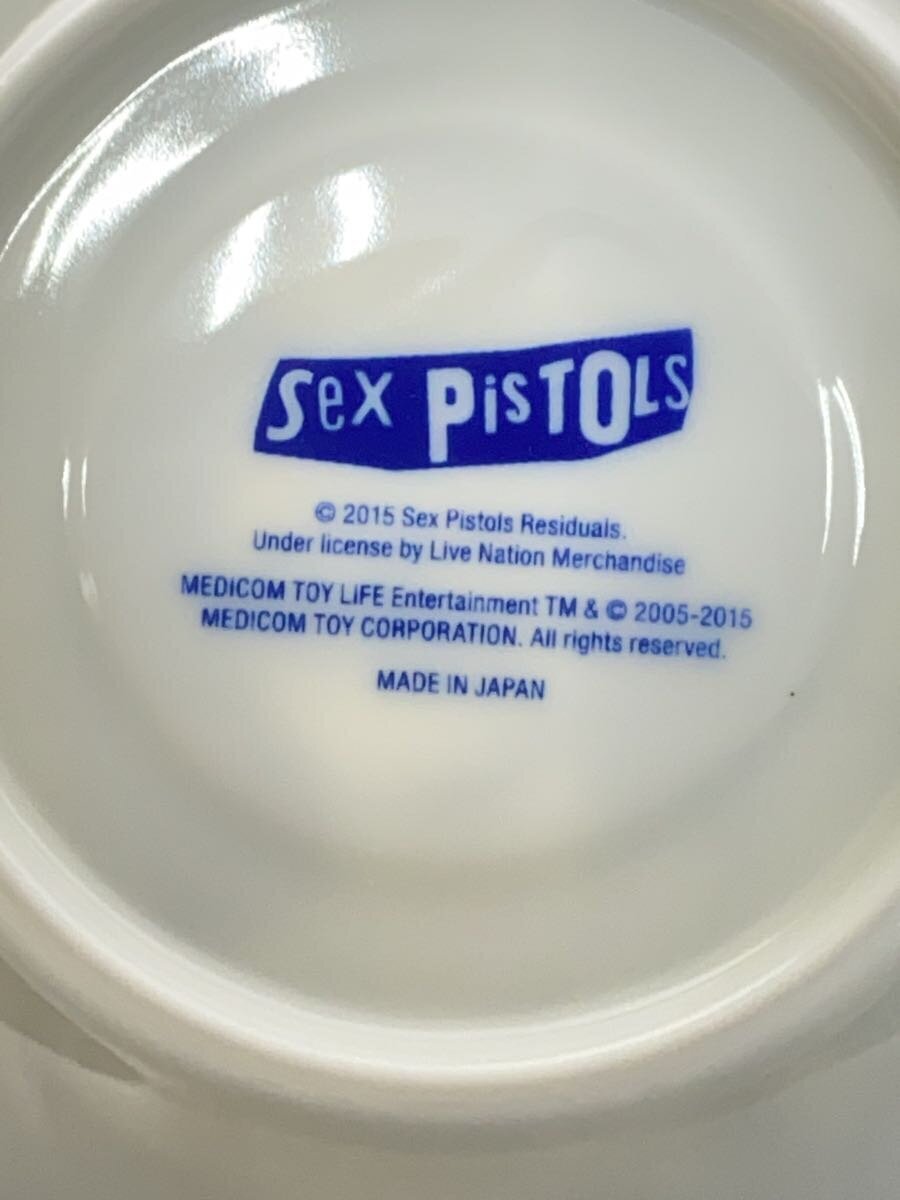 Sex PiSTOLS
© 2015 Sex Pistols Residuals.
Under license by Live Nation Merchandise
MEDICOM TOY LiFE Entertainment TM & © 2005-2015
MEDICOM TOY CORPORATION. All rights reserved.
MADE IN JAPAN